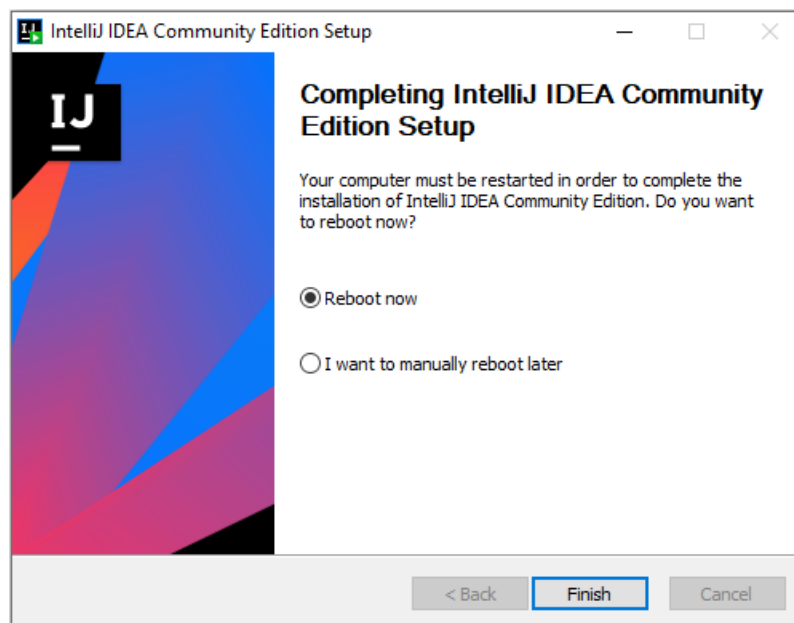 IntelliJ IDEA Community Edition Setup
IJ
Completing IntelliJ IDEA Community
Edition Setup
Your computer must be restarted in order to complete the
installation of IntelliJ IDEA Community Edition. Do you want
to reboot now?
Reboot now
I want to manually reboot later
< Back
Finish
Cancel